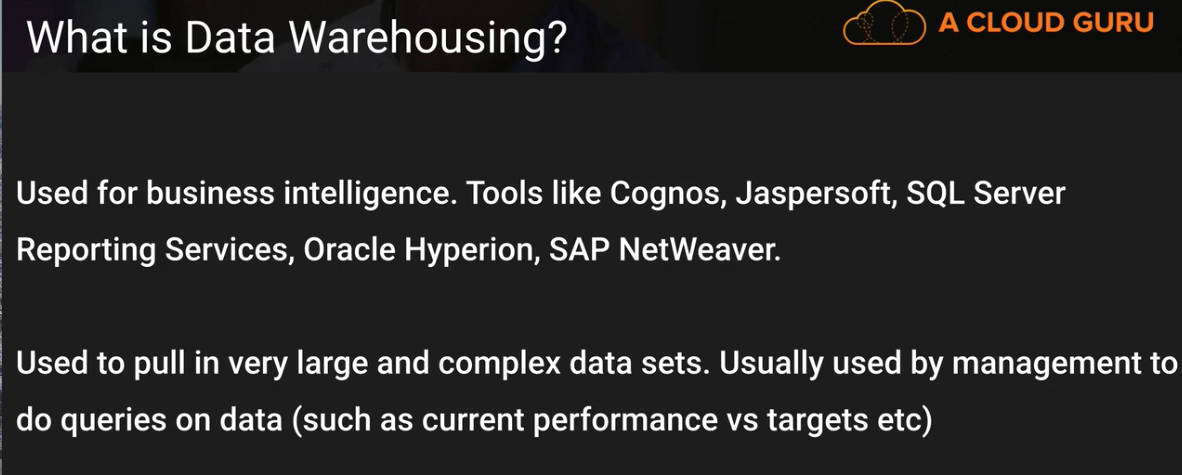 What is Data Warehousing?
A CLOUD GURU
Used for business intelligence. Tools like Cognos, Jaspersoft, SQL Server
Reporting Services, Oracle Hyperion, SAP NetWeaver.
Used to pull in very large and complex data sets. Usually used by management to
do queries on data (such as current performance vs targets etc)